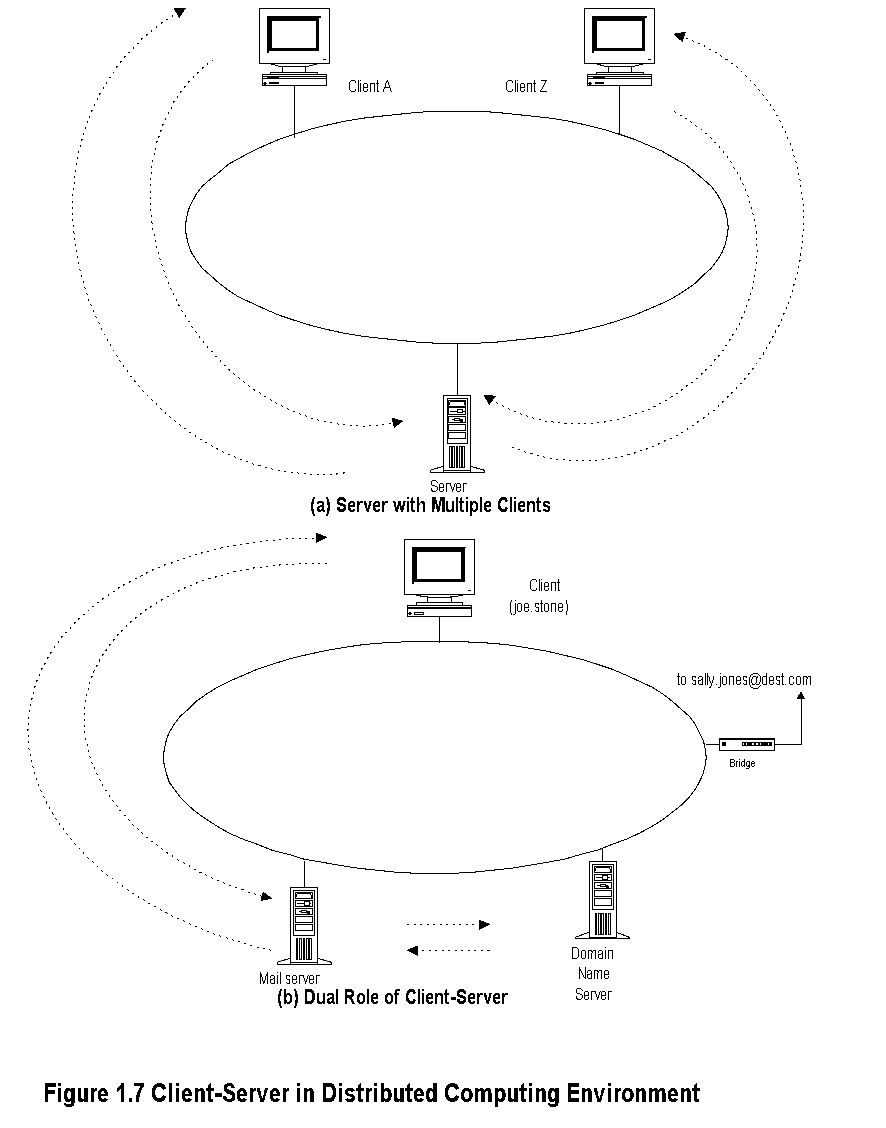 Client A
Client Z
Server
(a) Server with Multiple Clients
Client
(joe.stone)
to sally.jones@dest.com
Bridge
Mail server
Domain
Name
Server
(b) Dual Role of Client-Server
Figure 1.7 Client-Server in Distributed Computing Environment